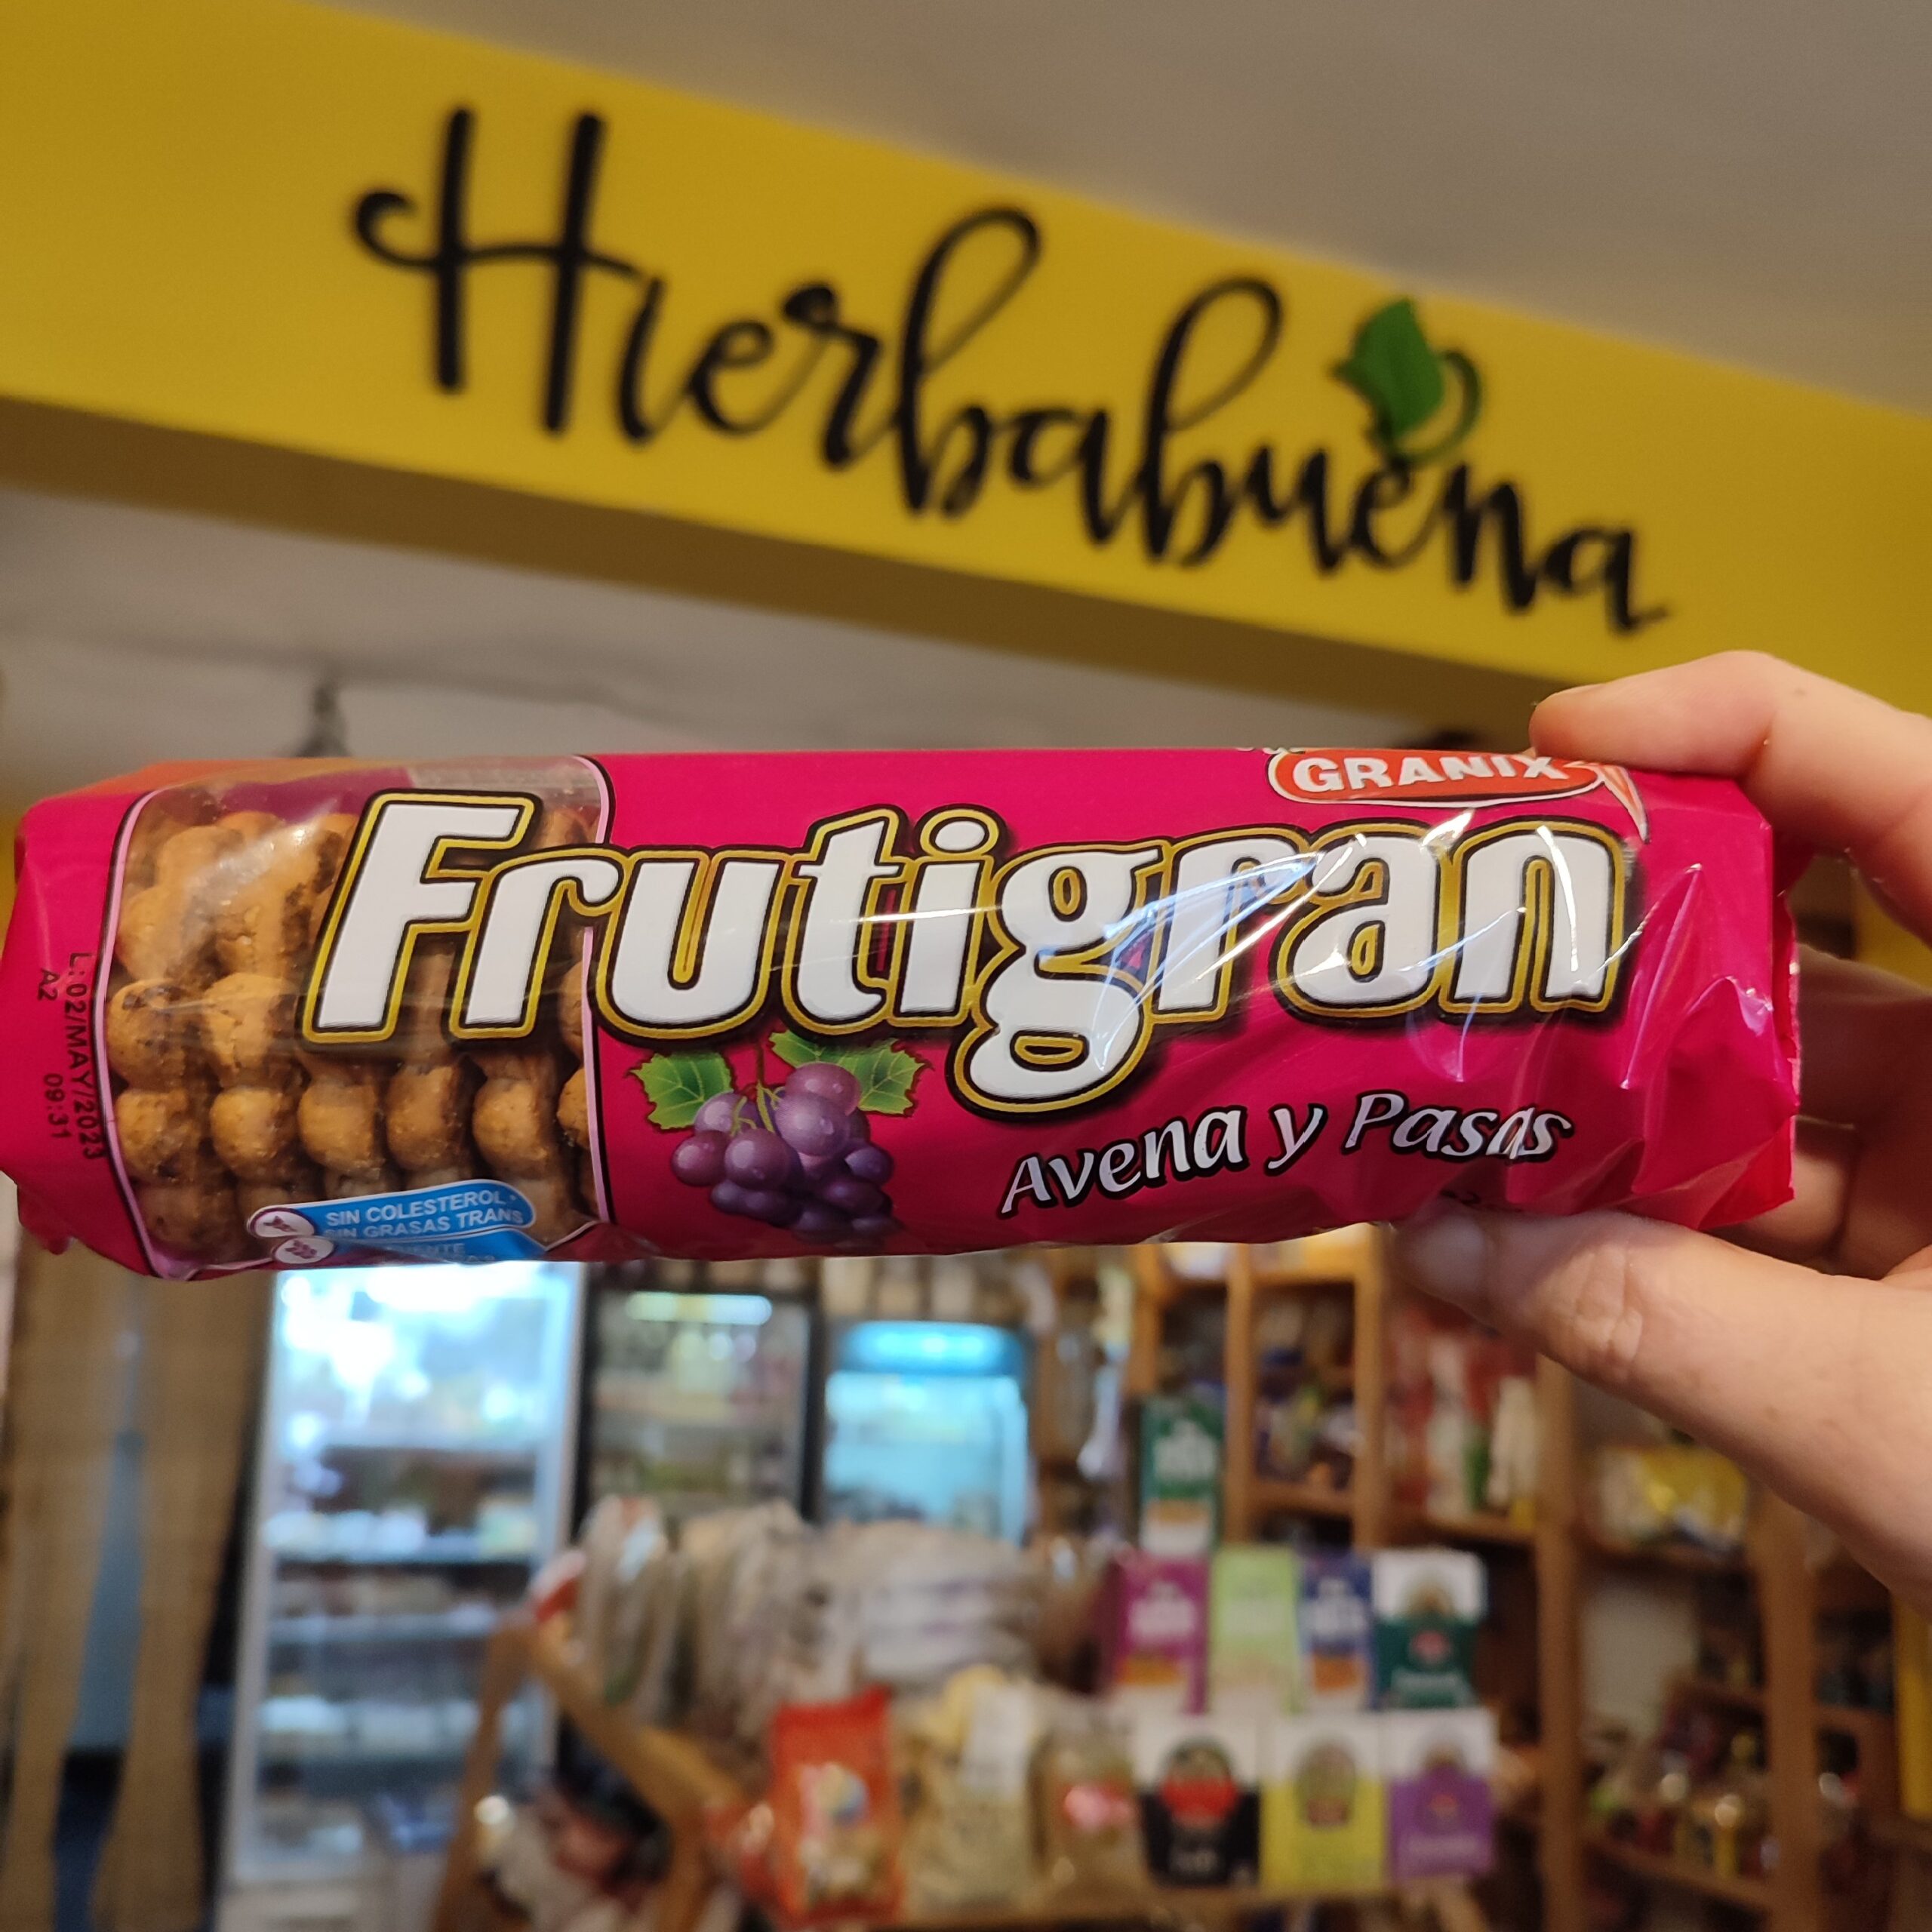 Hierbabuena
GRANIX
Frutigran
Avena y Pasas
L:02/MAY/2023 09:31
A2
SIN COLESTEROL
SIN GRASAS TRANS